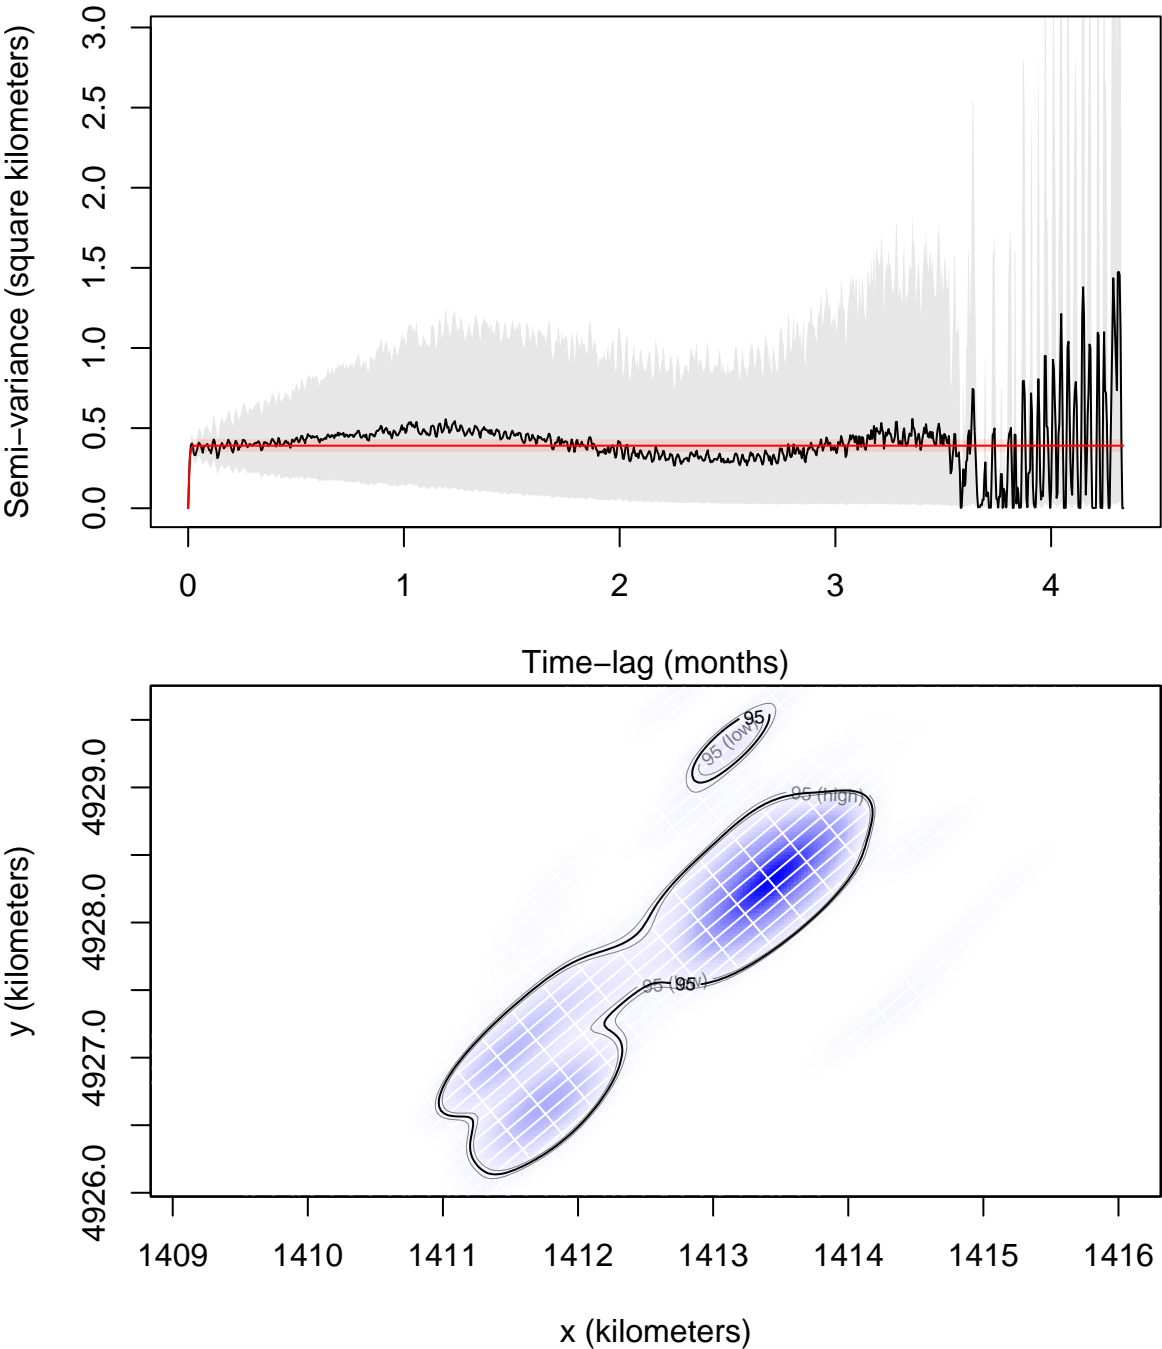 Semi−variance (square kilometers)
3.0
2.5
2.0
1.5
1.0
0.5
0.0
0 1 2 3 4
Time−lag (months)
y (kilometers)
4929.0
4928.0
4927.0
4926.0
95
95 (low)
95 (high)
95 (low)
95
1409 1410 1411 1412 1413 1414 1415 1416
x (kilometers)